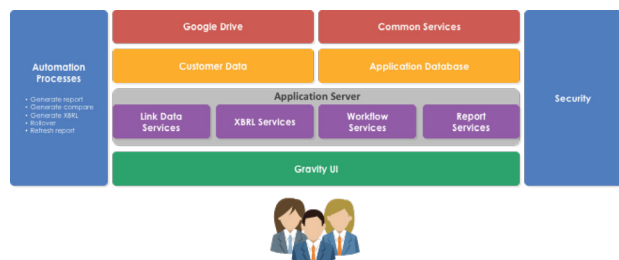 Automation
Processes
• Generate report
• Generate compare
• Generate XBRL
• Rollover
• Refresh report
Google Drive
Common Services
Customer Data
Application Database
Application Server
Link Data
Services
XBRL Services
Workflow
Services
Report
Services
Gravity UI
Security